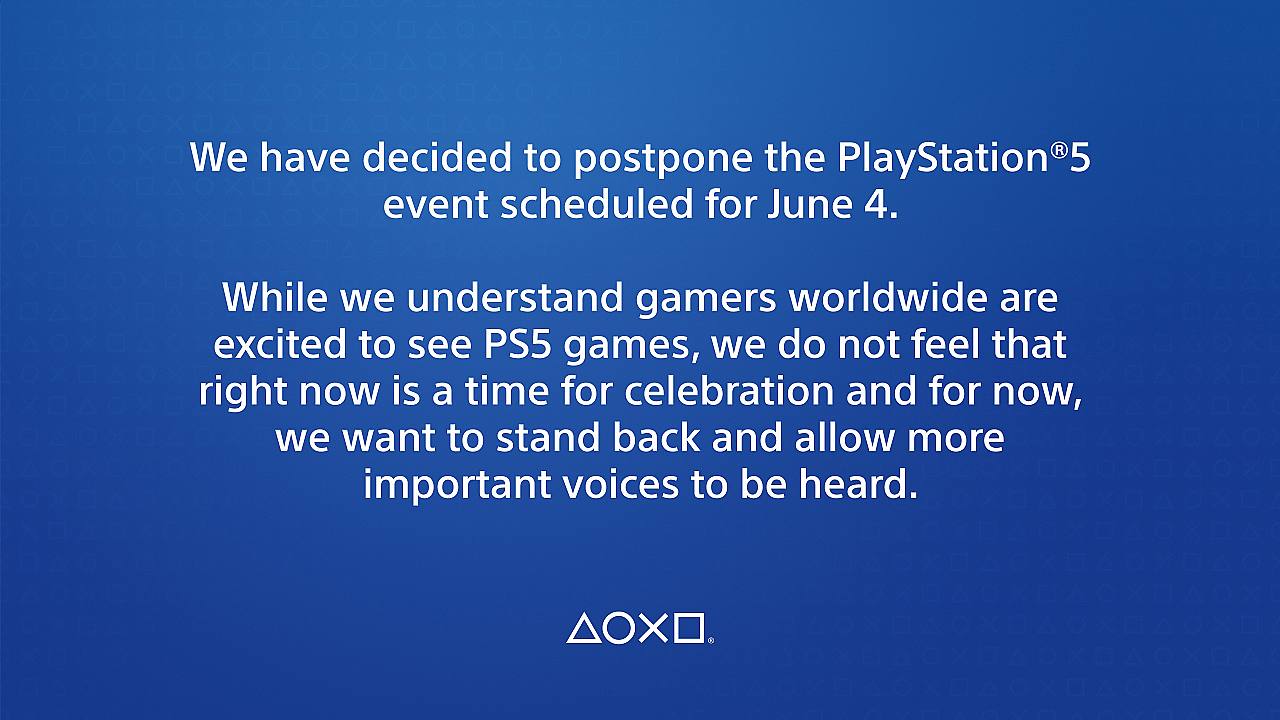 We have decided to postpone the PlayStation®5
event scheduled for June 4.
While we understand gamers worldwide are
excited to see PS5 games, we do not feel that
right now is a time for celebration and for now,
we want to stand back and allow more
important voices to be heard.
®